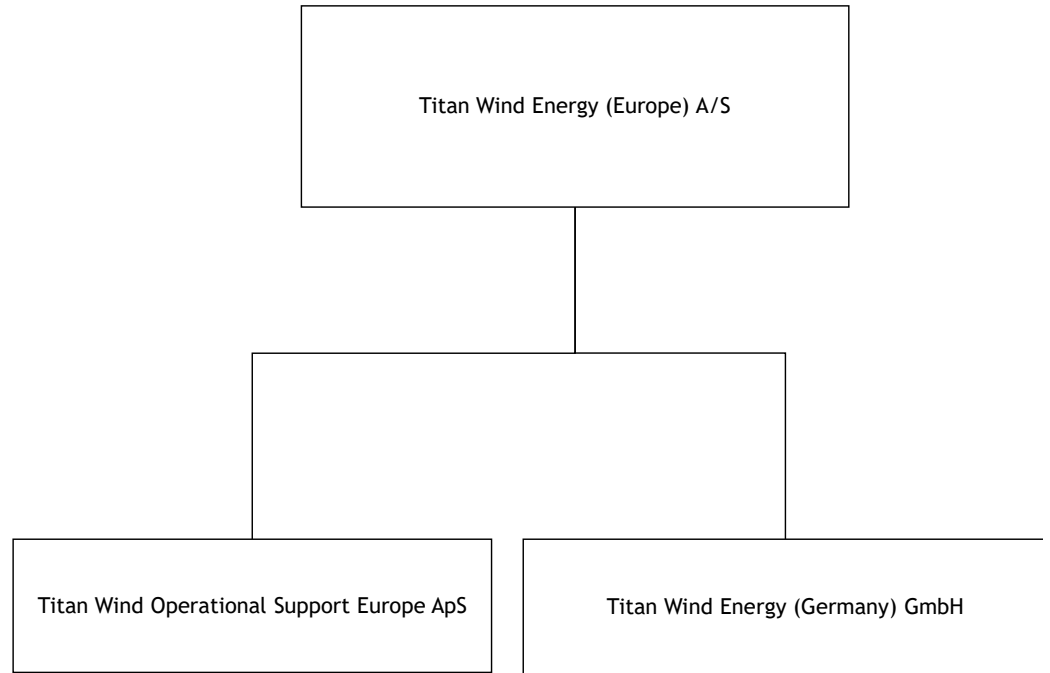 Titan Wind Energy (Europe) A/S
Titan Wind Operational Support Europe ApS
Titan Wind Energy (Germany) GmbH